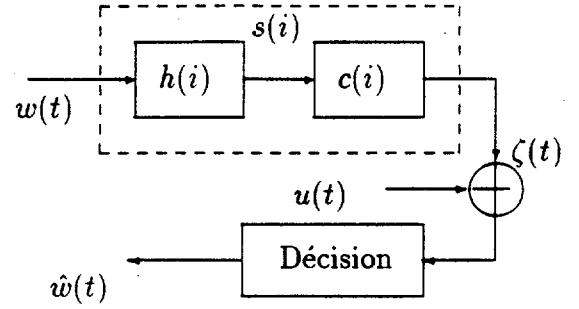 s(i)
h(i)
c(i)
w(t)
ζ(t)
u(t)
Décision
ŵ(t)